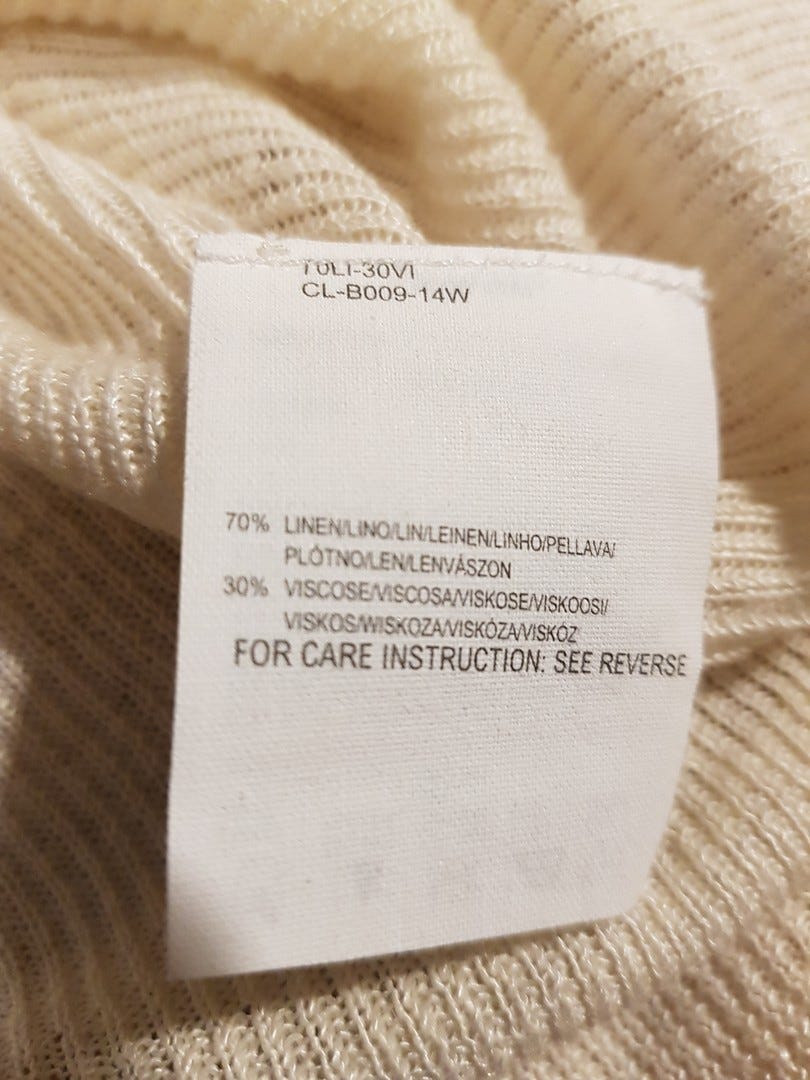 70LI-30VI
CL-B009-14W
70% LINEN/LINO/LIN/LEINEN/LINHO/PELLAVA/
PLÓTNO/LEN/LENVÁSZON
30% VISCOSE/VISCOSA/VISKOSE/VISKOOSI/
VISKOS/WISKOZA/VISKÓZA/VISKÓZ
FOR CARE INSTRUCTION: SEE REVERSE